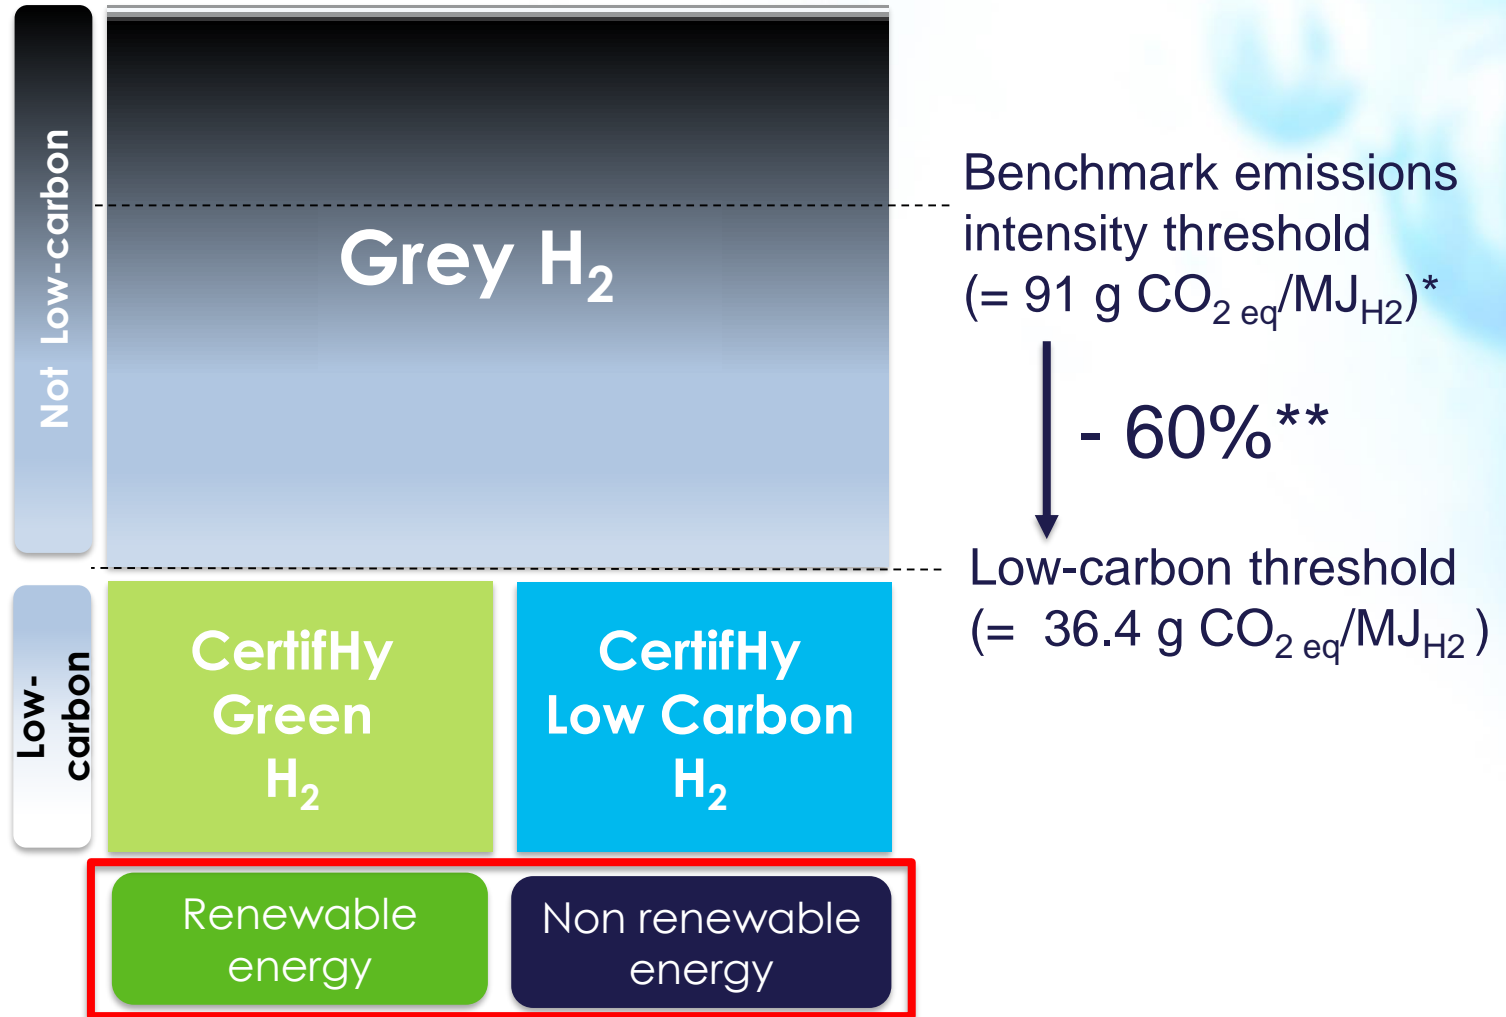 Not Low-carbon
Grey H₂
Benchmark emissions
intensity threshold
(= 91 g CO₂ eq/MJH2)*
- 60%**
Low-carbon threshold
(= 36.4 g CO₂ eq/MJH2 )
Low-
carbon
CertifHy
Green
H₂
CertifHy
Low Carbon
H₂
Renewable
energy
Non renewable
energy